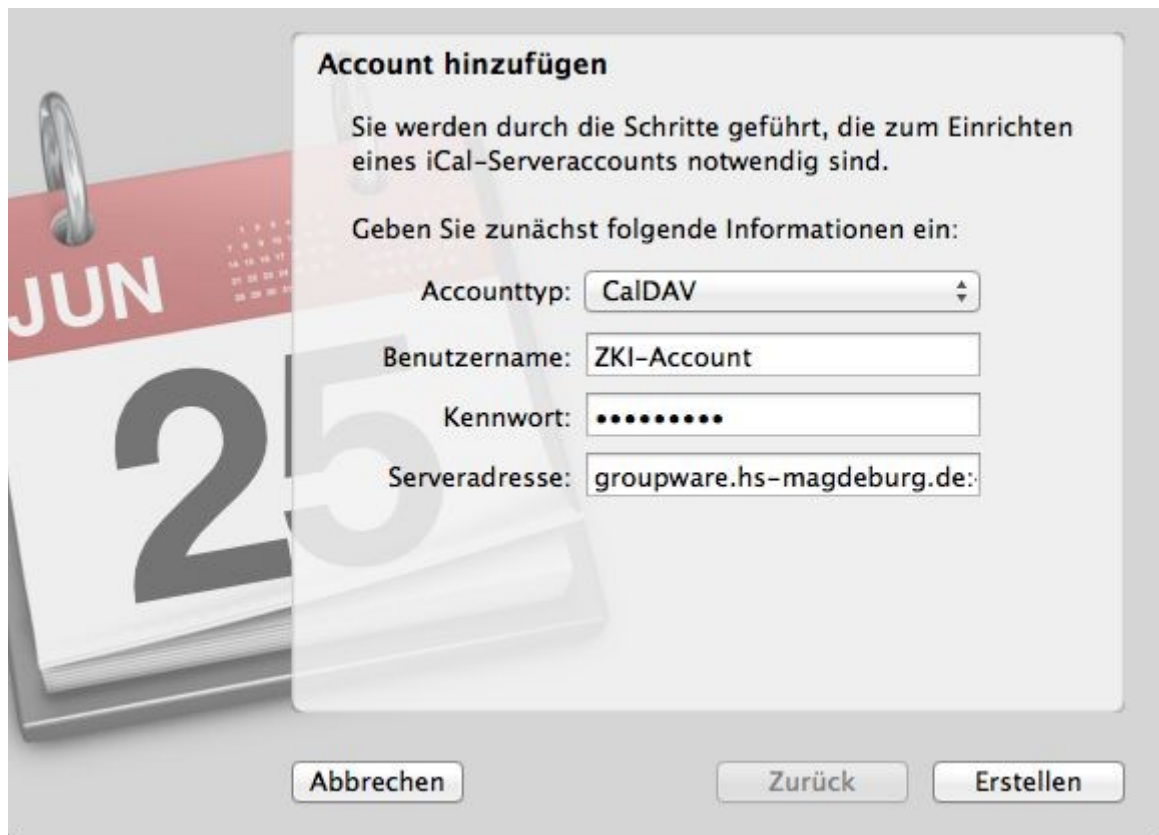 Account hinzufügen
Sie werden durch die Schritte geführt, die zum Einrichten
eines iCal-Serveraccounts notwendig sind.
Geben Sie zunächst folgende Informationen ein:
Accounttyp: CalDAV
Benutzername: ZKI-Account
Kennwort: •••••••••
Serveradresse: groupware.hs-magdeburg.de:
JUN
25
Abbrechen Zurück Erstellen